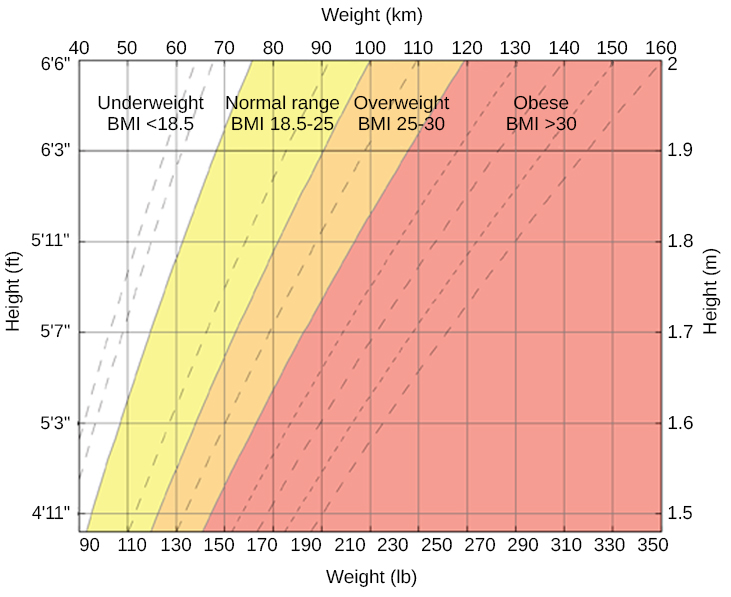 Weight (km)
40 50 60 70 80 90 100 110 120 130 140 150 160
6'6" 2
Underweight Normal range Overweight Obese
BMI <18.5 BMI 18.5-25 BMI 25-30 BMI >30
6'3" 1.9
5'11" 1.8
Height (ft)
Height (m)
5'7" 1.7
5'3" 1.6
4'11" 1.5
90 110 130 150 170 190 210 230 250 270 290 310 330 350
Weight (lb)